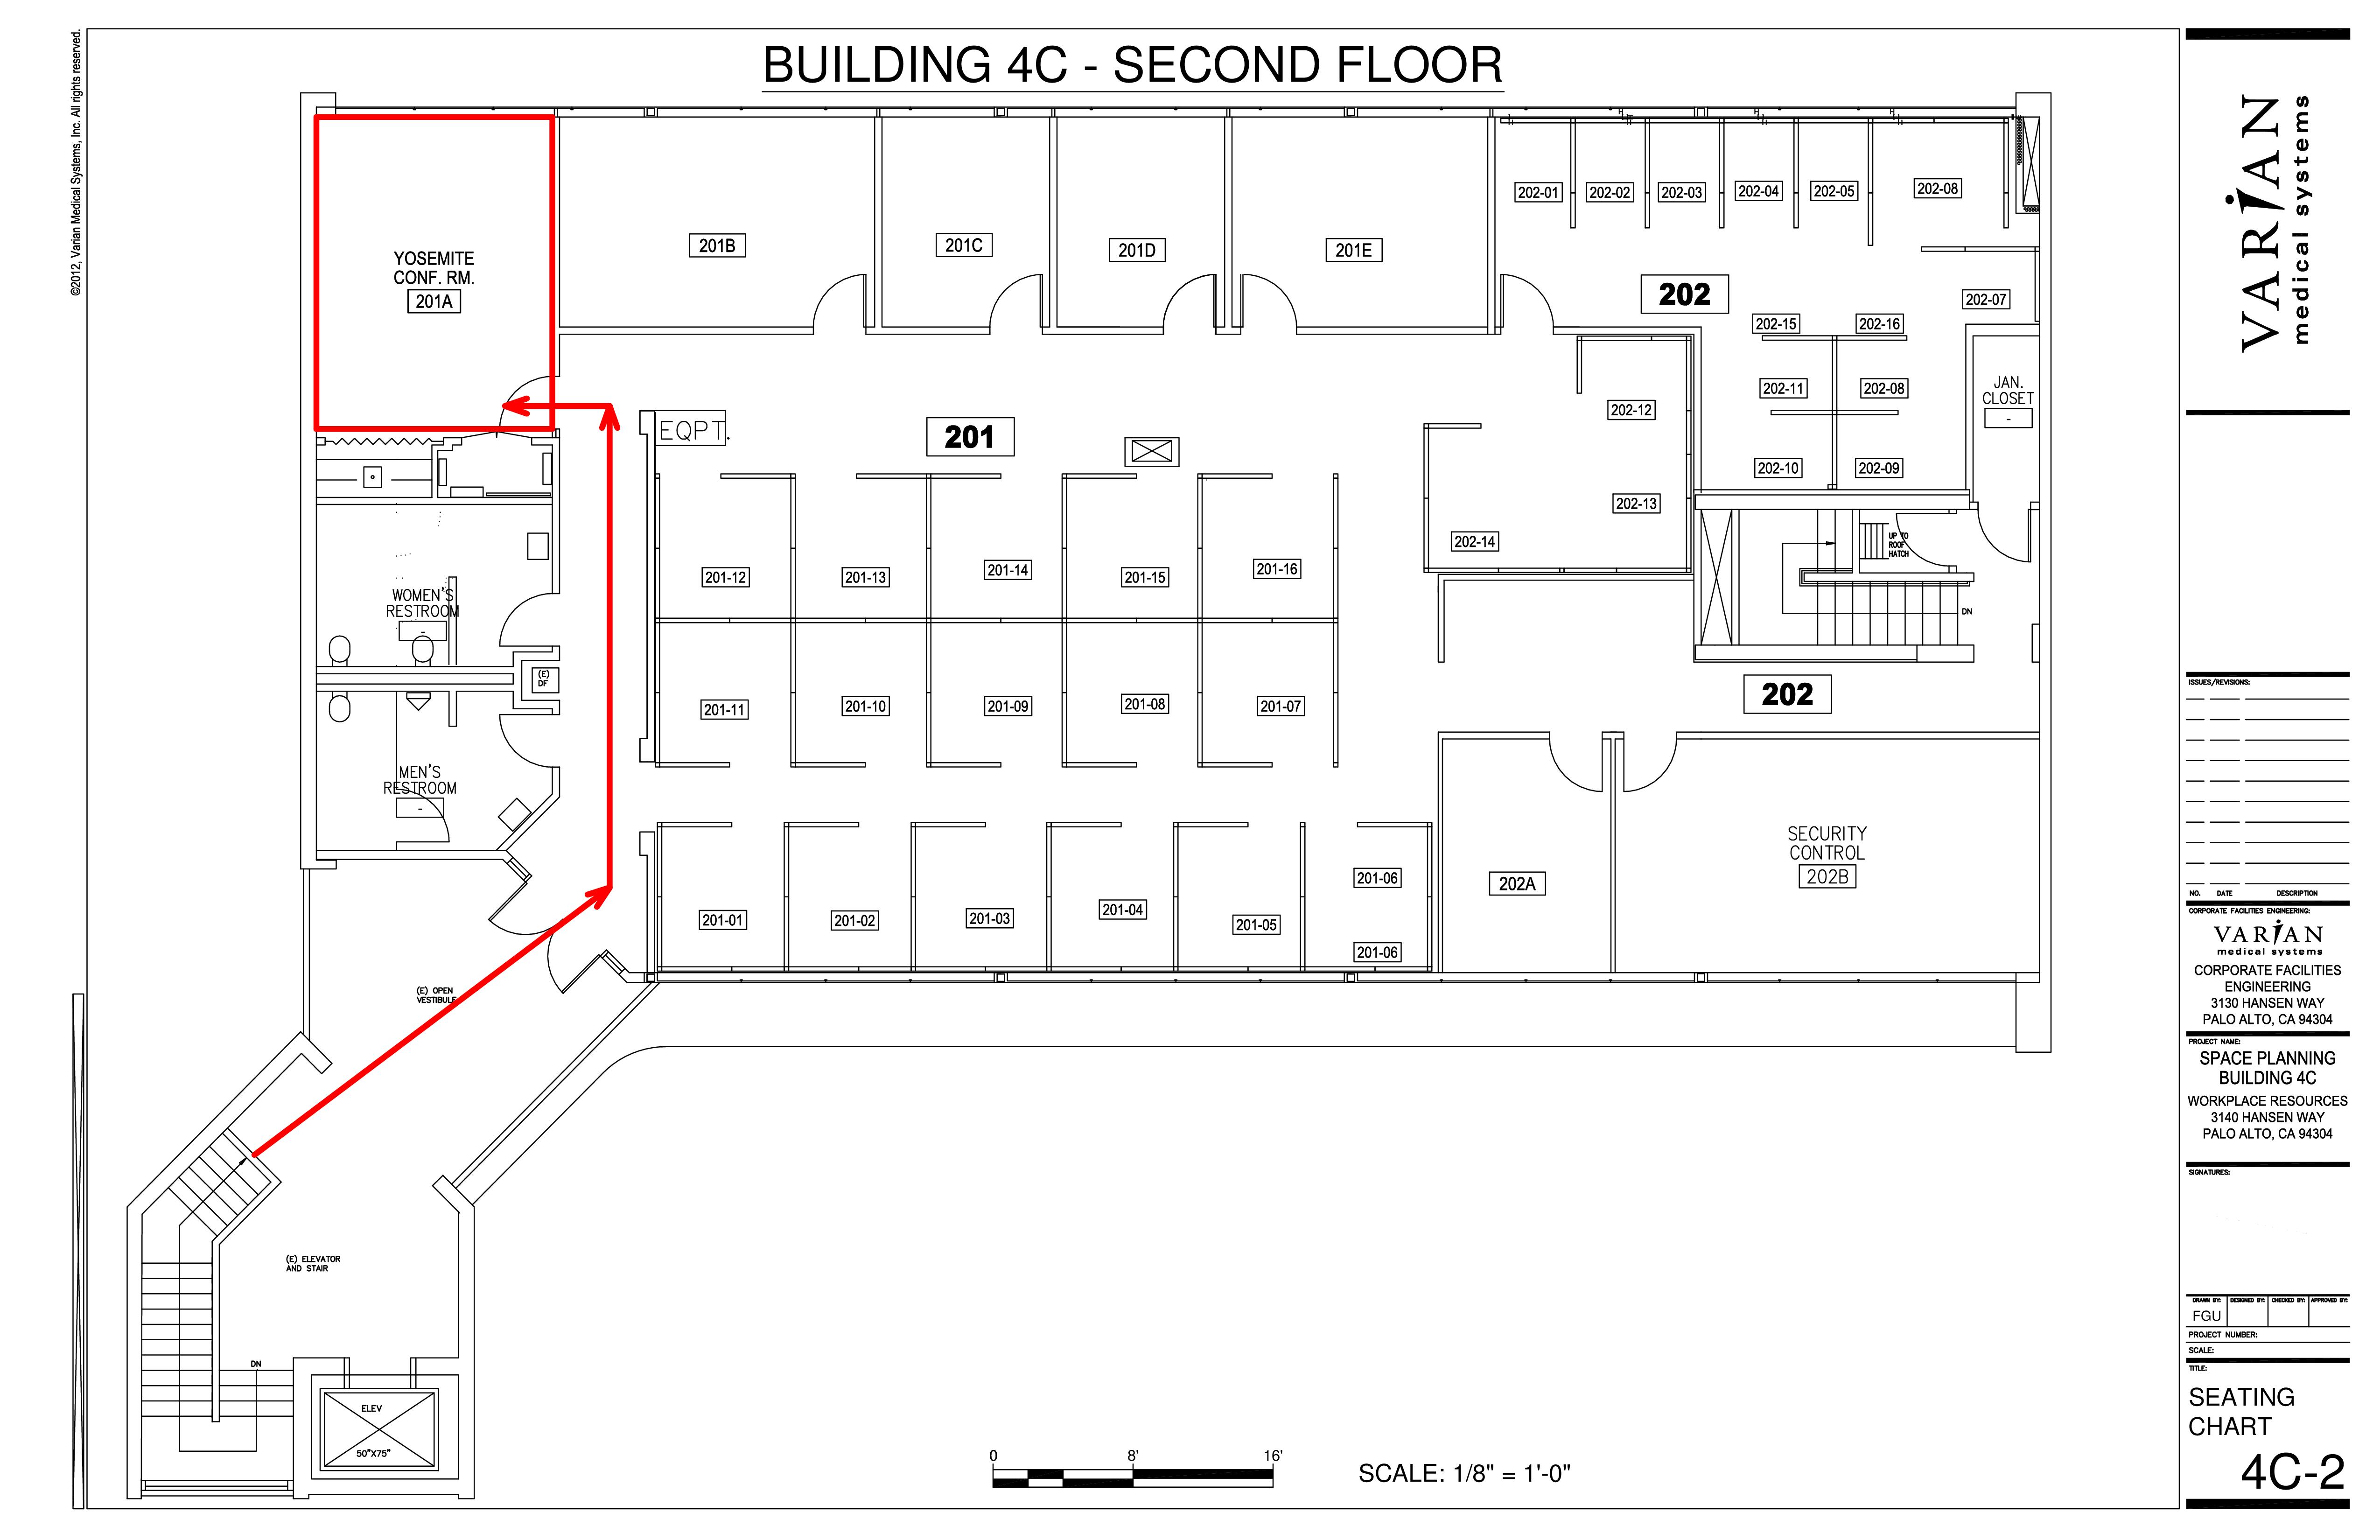 ©2012, Varian Medical Systems, Inc. All rights reserved.
BUILDING 4C - SECOND FLOOR
YOSEMITE
CONF. RM.
201A
201B
201C
201D
201E
202-01
202-02
202-03
202-04
202-05
202-08
202
202-07
202-15
202-16
202-11
202-08
JAN.
CLOSET
-
202-10
202-09
EQPT.
201
202-12
202-13
202-14
UP TO
ROOF
HATCH
DN
201-12
201-13
201-14
201-15
201-16
WOMEN'S
RESTROOM
-
(E)
DF
201-11
201-10
201-09
201-08
201-07
202
MEN'S
RESTROOM
-
SECURITY
CONTROL
202B
202A
201-01
201-02
201-03
201-04
201-05
201-06
201-06
(E) OPEN
VESTIBULE
(E) ELEVATOR
AND STAIR
DN
ELEV
50"X75"
0
8'
16'
SCALE: 1/8" = 1'-0"
VARIAN
medical systems
ISSUES/REVISIONS:
NO. DATE DESCRIPTION
CORPORATE FACILITIES ENGINEERING:
VARIAN
medical systems
CORPORATE FACILITIES
ENGINEERING
3130 HANSEN WAY
PALO ALTO, CA 94304
PROJECT NAME:
SPACE PLANNING
BUILDING 4C
WORKPLACE RESOURCES
3140 HANSEN WAY
PALO ALTO, CA 94304
SIGNATURES:
DRAWN BY: DESIGNED BY: CHECKED BY: APPROVED BY:
FGU
PROJECT NUMBER:
SCALE:
TITLE:
SEATING
CHART
4C-2